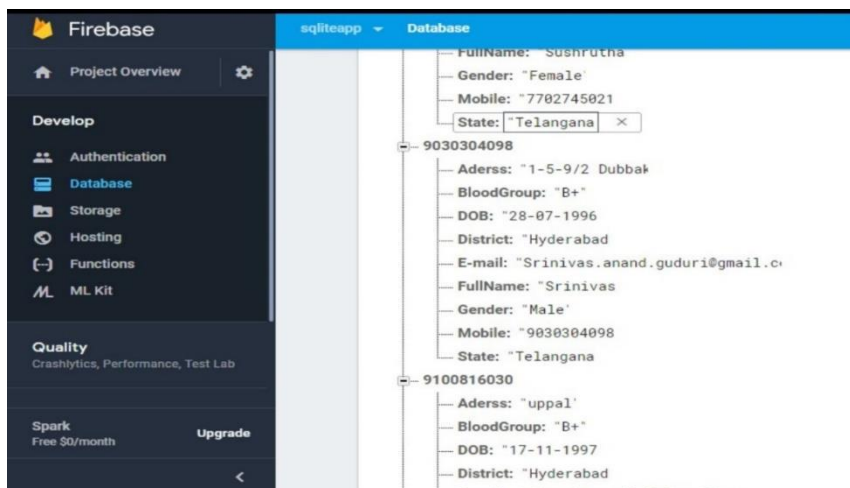 Firebase
Project Overview
Develop
Authentication
Database
Storage
Hosting
Functions
ML Kit
Quality
Crashlytics, Performance, Test Lab
Spark
Free $0/month
Upgrade
sqliteapp
Database
FullName: "Sushrutha
Gender: "Female'
Mobile: "7702745021
State: "Telangana ×
9030304098
Aderss: "1-5-9/2 Dubbak
BloodGroup: "B+"
DOB: "28-07-1996
District: "Hyderabad
E-mail: "Srinivas.anand.guduri@gmail.c
FullName: "Srinivas
Gender: "Male'
Mobile: "9030304098
State: "Telangana
9100816030
Aderss: "uppal'
BloodGroup: "B+"
DOB: "17-11-1997
District: "Hyderabad